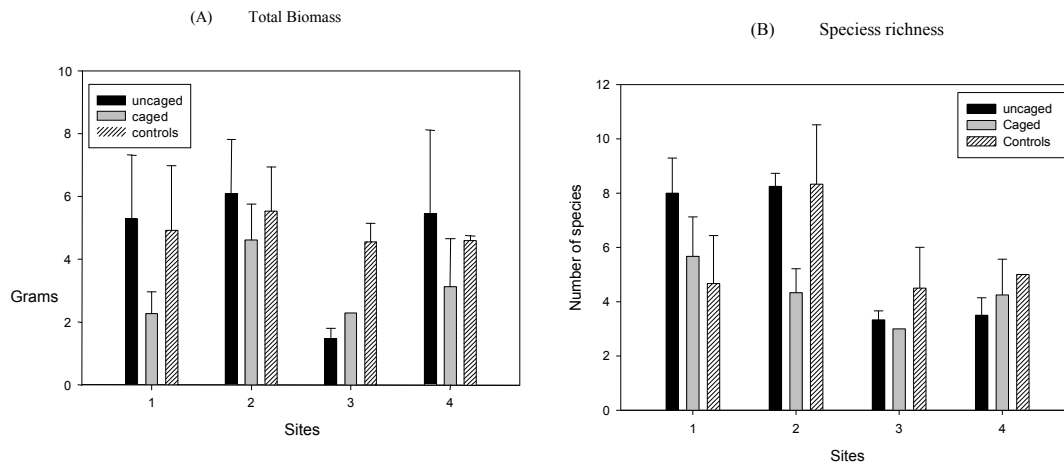 (A) Total Biomass
10
8
6
4
2
0
Grams
uncaged
caged
controls
1 2 3 4
Sites
(B) Speciess richness
12
10
8
6
4
2
0
Number of species
uncaged
Caged
Controls
1 2 3 4
Sites